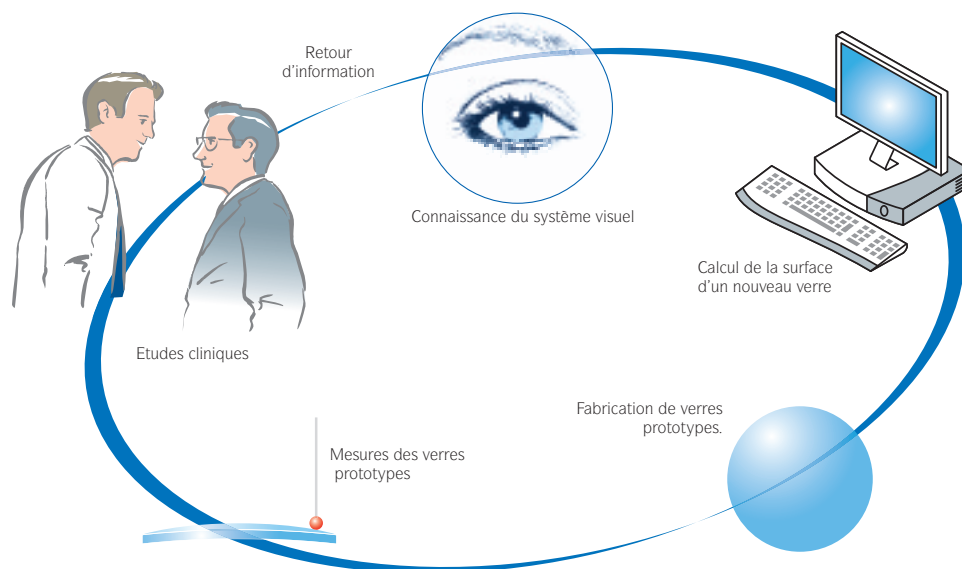 Retour
d'information
Connaissance du système visuel
Calcul de la surface
d'un nouveau verre
Etudes cliniques
Fabrication de verres
prototypes.
Mesures des verres
prototypes